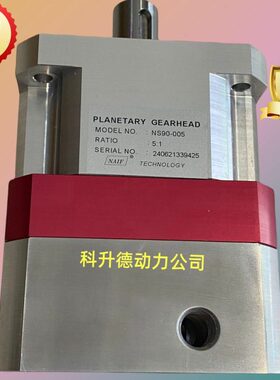 PLANETARY GEARHEAD
MODEL NO. : NS90-005
RATIO : 5:1
SERIAL NO. : 240621339425
NAIF ® TECHNOLOGY
科升德动力公司